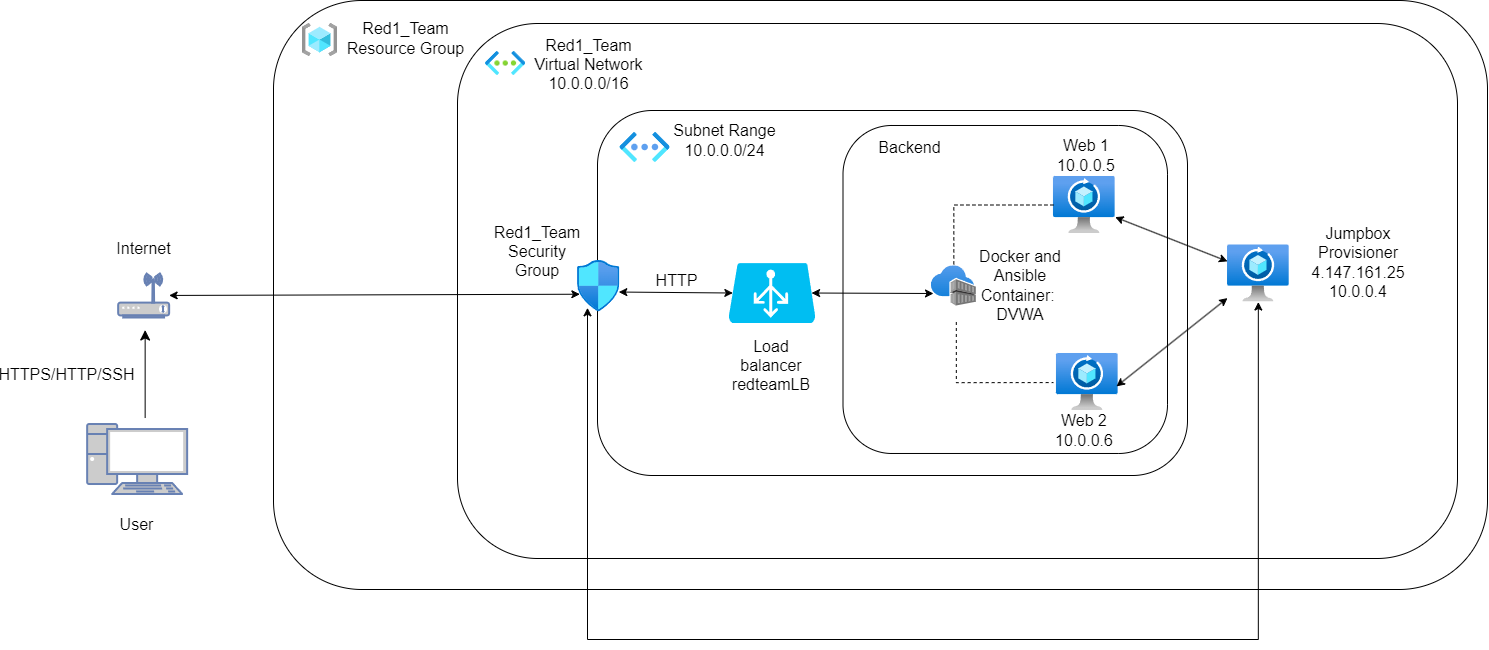 Red1_Team
Resource Group
Red1_Team
Virtual Network
10.0.0.0/16
Subnet Range
10.0.0.0/24
Backend
Web 1
10.0.0.5
Internet
Red1_Team
Security
Group
HTTP
Docker and
Ansible
Container:
DVWA
Jumpbox
Provisioner
4.147.161.25
10.0.0.4
Load
balancer
redteamLB
HTTPS/HTTP/SSH
Web 2
10.0.0.6
User